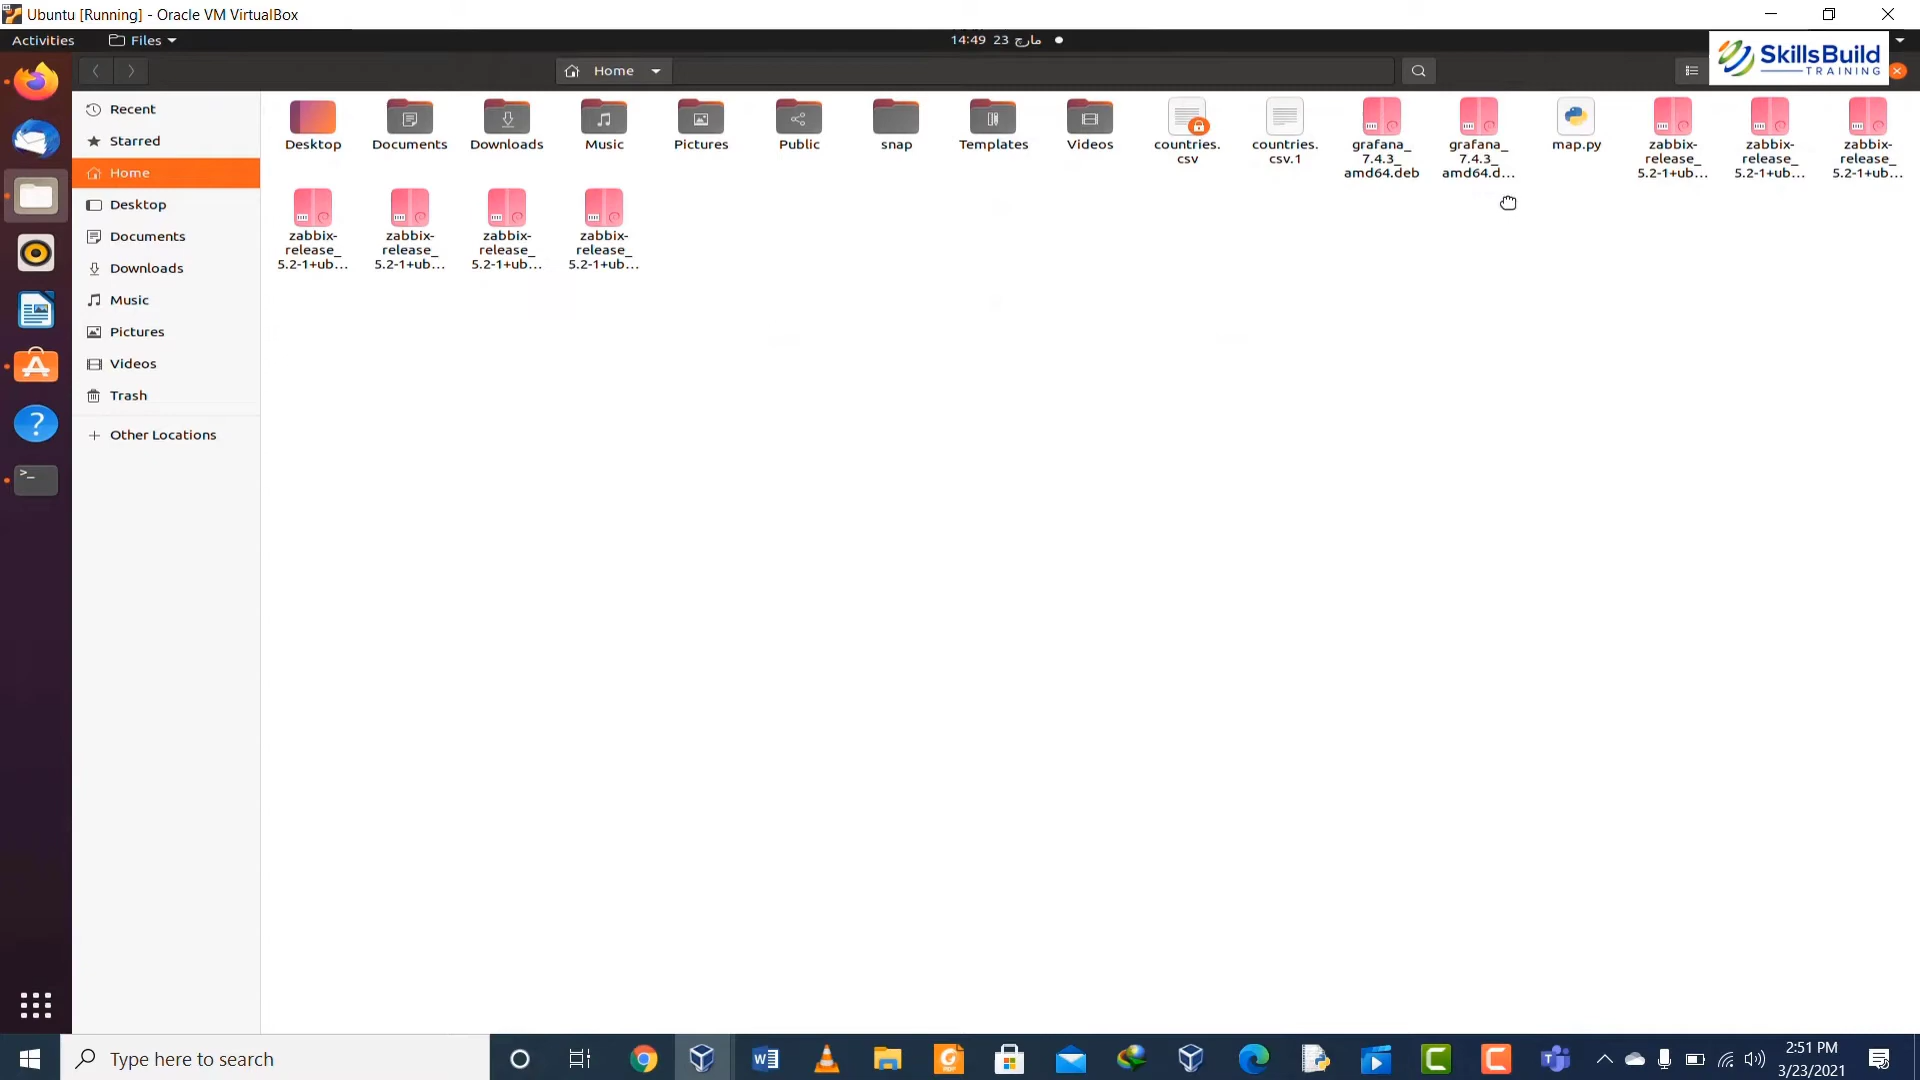 Ubuntu [Running] - Oracle VM VirtualBox
Activities
Files
14:49 23 مارچ
SkillsBuild
TRAINING
Home
Recent
Starred
Home
Desktop
Documents
Downloads
Music
Pictures
Videos
Trash
Other Locations
Desktop
Documents
Downloads
Music
Pictures
Public
snap
Templates
Videos
countries.
csv
countries.
csv.1
grafana_
7.4.3_
amd64.deb
grafana_
7.4.3_
amd64.d...
map.py
zabbix-
release_
5.2-1+ub...
zabbix-
release_
5.2-1+ub...
zabbix-
release_
5.2-1+ub...
zabbix-
release_
5.2-1+ub...
zabbix-
release_
5.2-1+ub...
zabbix-
release_
5.2-1+ub...
zabbix-
release_
5.2-1+ub...
Type here to search
2:51 PM
3/23/2021